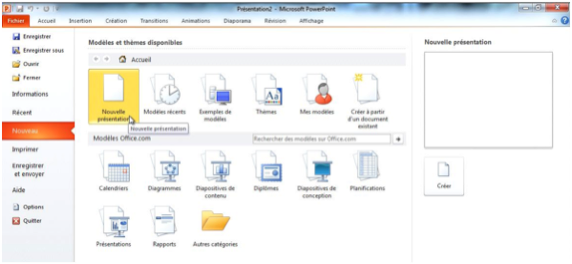 Présentation2 - Microsoft PowerPoint
Fichier Accueil Insertion Création Transitions Animations Diaporama Révision Affichage
Enregistrer
Enregistrer sous
Ouvrir
Fermer
Informations
Récent
Nouveau
Imprimer
Enregistrer
et envoyer
Aide
Options
Quitter
Modèles et thèmes disponibles
Accueil
Nouvelle
présentation
Modèles récents
Exemples de
modèles
Thèmes
Mes modèles
Créer à partir
d'un document
existant
Nouvelle présentation
Modèles Office.com
Rechercher des modèles sur Office.com
Calendriers
Diagrammes
Diapositives de
contenu
Diplômes
Diapositives de
conception
Planifications
Présentations
Rapports
Autres catégories
Nouvelle présentation
Créer